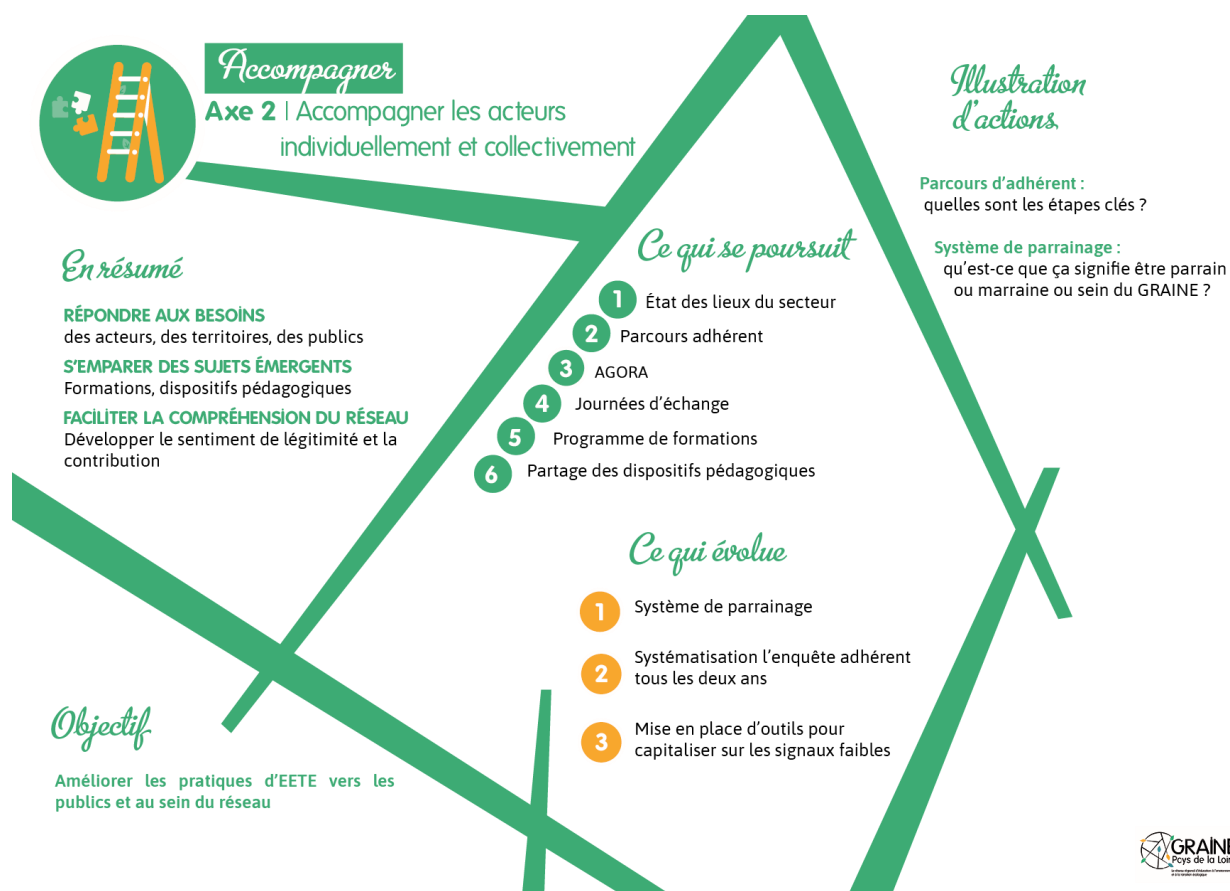 Accompagner
Axe 2 | Accompagner les acteurs
individuellement et collectivement
En résumé
RÉPONDRE AUX BESOINS
des acteurs, des territoires, des publics
S'EMPARER DES SUJETS ÉMERGENTS
Formations, dispositifs pédagogiques
FACILITER LA COMPRÉHENSION DU RÉSEAU
Développer le sentiment de légitimité et la
contribution
Objectif
Améliorer les pratiques d'EETE vers les
publics et au sein du réseau
Ce qui se poursuit
1 État des lieux du secteur
2 Parcours adhérent
3 AGORA
4 Journées d'échange
5 Programme de formations
6 Partage des dispositifs pédagogiques
Ce qui évolue
1 Système de parrainage
2 Systématisation l'enquête adhérent
tous les deux ans
3 Mise en place d'outils pour
capitaliser sur les signaux faibles
Illustration
d'actions
Parcours d'adhérent :
quelles sont les étapes clés ?
Système de parrainage :
qu'est-ce que ça signifie être parrain
ou marraine ou sein du GRAINE ?
GRAINE
Pays de la Loi